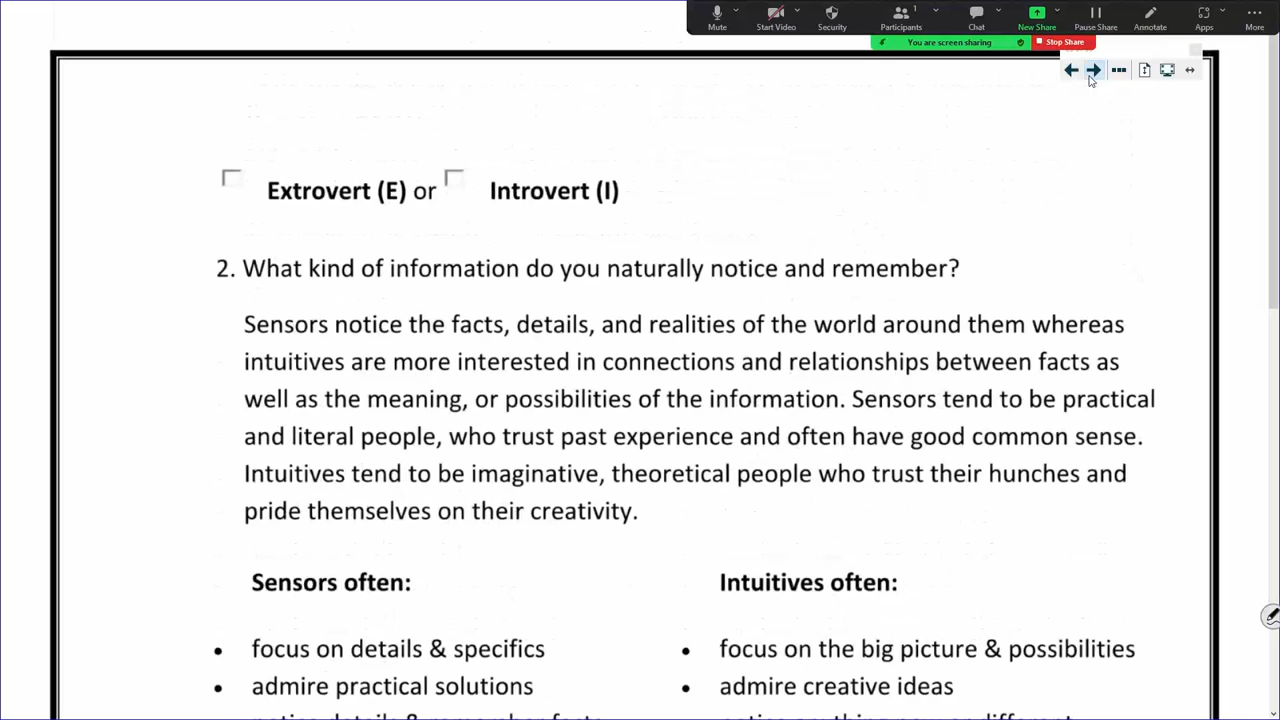 Mute Start Video Security Participants 1 Chat New Share Pause Share Annotate Apps More
You are screen sharing Stop Share
Extrovert (E) or Introvert (I)
2. What kind of information do you naturally notice and remember?
Sensors notice the facts, details, and realities of the world around them whereas
intuitives are more interested in connections and relationships between facts as
well as the meaning, or possibilities of the information. Sensors tend to be practical
and literal people, who trust past experience and often have good common sense.
Intuitives tend to be imaginative, theoretical people who trust their hunches and
pride themselves on their creativity.
Sensors often: Intuitives often:
• focus on details & specifics • focus on the big picture & possibilities
• admire practical solutions • admire creative ideas